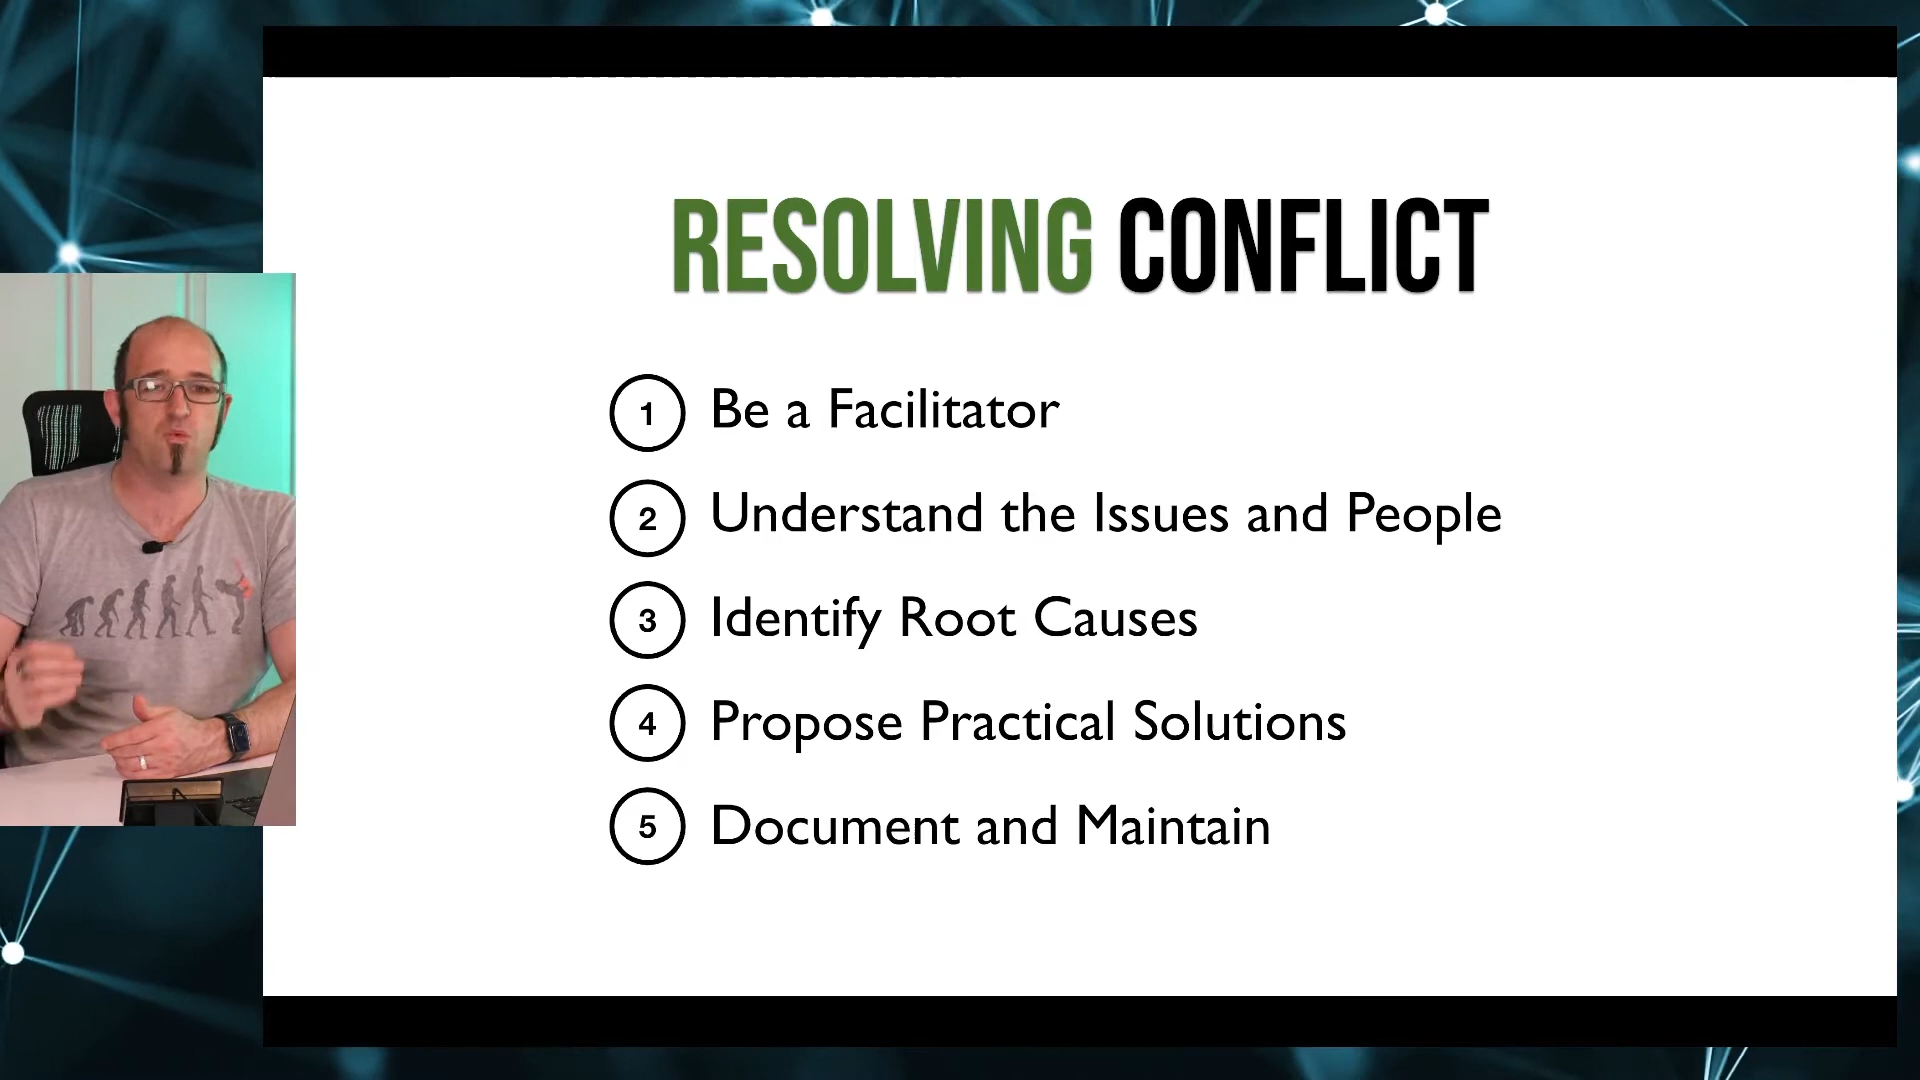 RESOLVING CONFLICT
1 Be a Facilitator
2 Understand the Issues and People
3 Identify Root Causes
4 Propose Practical Solutions
5 Document and Maintain